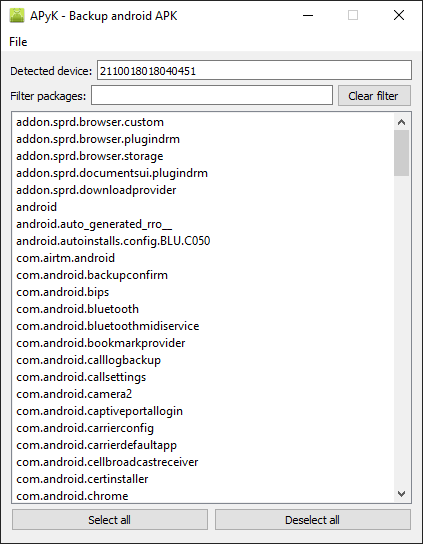 APyK - Backup android APK
File
Detected device: 2110018018040451
Filter packages: Clear filter
addon.sprd.browser.custom
addon.sprd.browser.plugindrm
addon.sprd.browser.storage
addon.sprd.documentsui.plugindrm
addon.sprd.downloadprovider
android
android.auto_generated_rro__
android.autoinstalls.config.BLU.C050
com.airtm.android
com.android.backupconfirm
com.android.bips
com.android.bluetooth
com.android.bluetoothmidiservice
com.android.bookmarkprovider
com.android.calllogbackup
com.android.callsettings
com.android.camera2
com.android.captiveportallogin
com.android.carrierconfig
com.android.carrierdefaultapp
com.android.cellbroadcastreceiver
com.android.certinstaller
com.android.chrome
Select all Deselect all